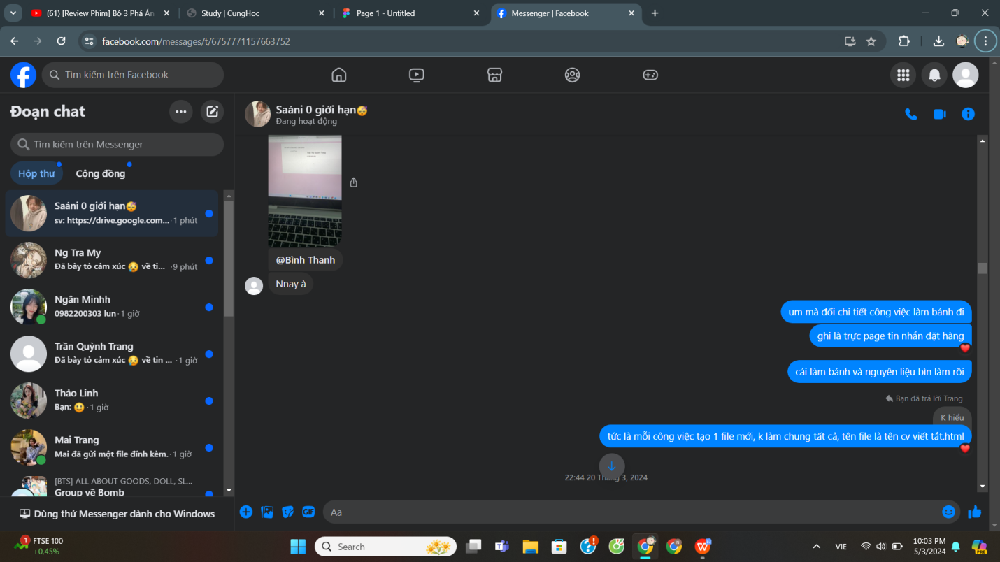 (61) [Review Phim] Bộ 3 Phá Án
Study | CungHoc
Page 1 - Untitled
Messenger | Facebook
facebook.com/messages/t/6757771157663752
Tìm kiếm trên Facebook
Đoạn chat
Tìm kiếm trên Messenger
Hộp thư
Cộng đồng
Saáni 0 giới hạn😴
sv: https://drive.google.com... 1 phút
Ng Tra My
Đã bày tỏ cảm xúc 😥 về ti... · 9 phút
Ngân Minhh
0982200303 lun · 1 giờ
Trần Quỳnh Trang
Đã bày tỏ cảm xúc 😥 về tin ... · 1 giờ
Thảo Linh
Bạn: 😉 · 1 giờ
Mai Trang
Mai đã gửi một file đính kèm. · 1 giờ
[BTS] ALL ABOUT GOODS, DOLL, SL...
Group về Bomb
Dùng thử Messenger dành cho Windows
Saáni 0 giới hạn😴
Đang hoạt động
@Bình Thanh
Nnay à
um mà đổi chi tiết công việc làm bánh đi
ghi là trực page tin nhắn đặt hàng
cái làm bánh và nguyên liệu bìn làm rồi
Bạn đã trả lời Trang
K hiểu
tức là mỗi công việc tạo 1 file mới, k làm chung tất cả, tên file là tên cv viết tắt.html
22:44 20 Tháng 3, 2024
GIF
Aa
1
FTSE 100
+0,45%
Search
VIE
10:03 PM
5/3/2024
PRE